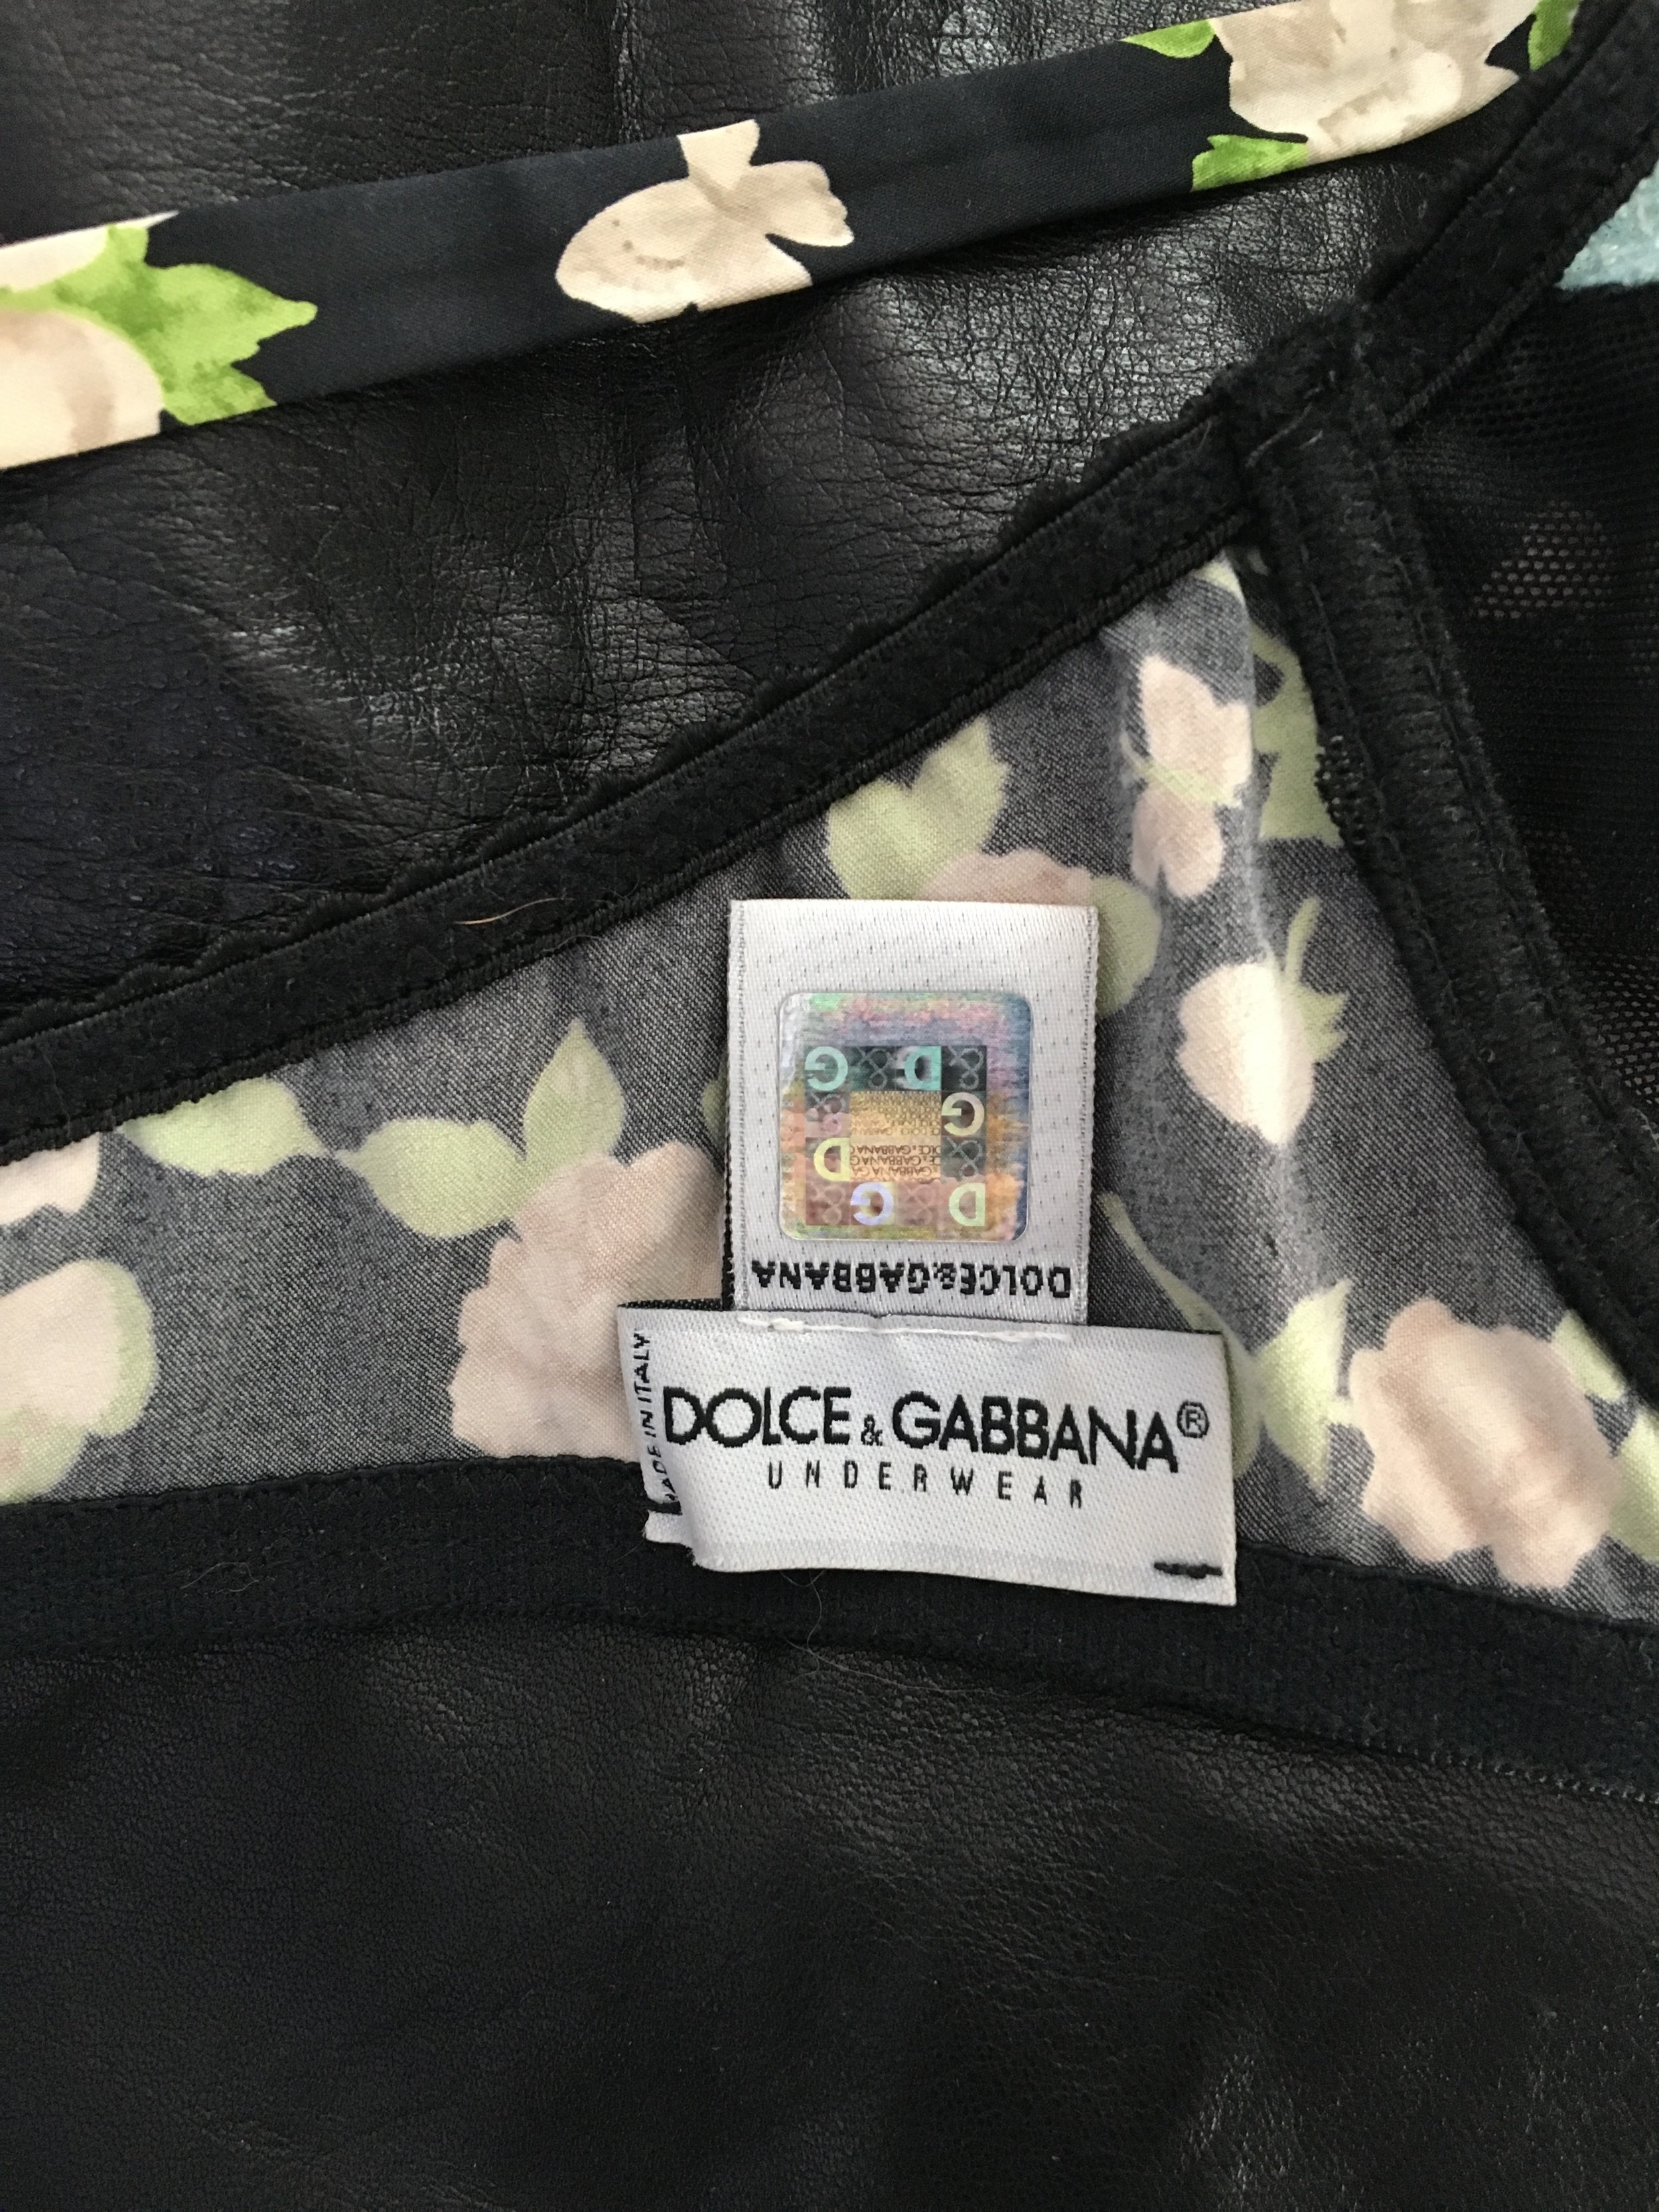 D G
G
D
D G
DOLCE&GABBANA
MADE IN ITALY
DOLCE&GABBANA®
UNDERWEAR